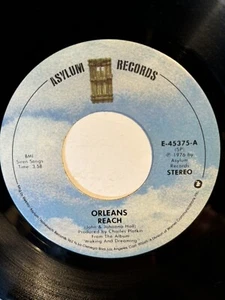 ASYLUM RECORDS
BMI
Siren Songs
Time: 3:58
E-45375-A
(SP)
℗ 1976 by
Asylum
Records
STEREO
ORLEANS
REACH
(John & Johanna Hall)
Produced by Charles Plotkin
From The Album
Waking And Dreaming